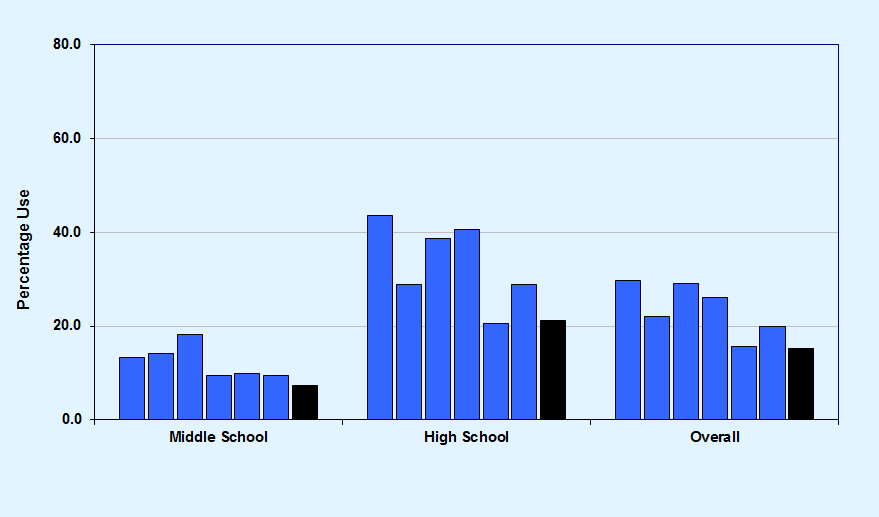 80.0
60.0
40.0
20.0
0.0
Percentage Use
Middle School
High School
Overall